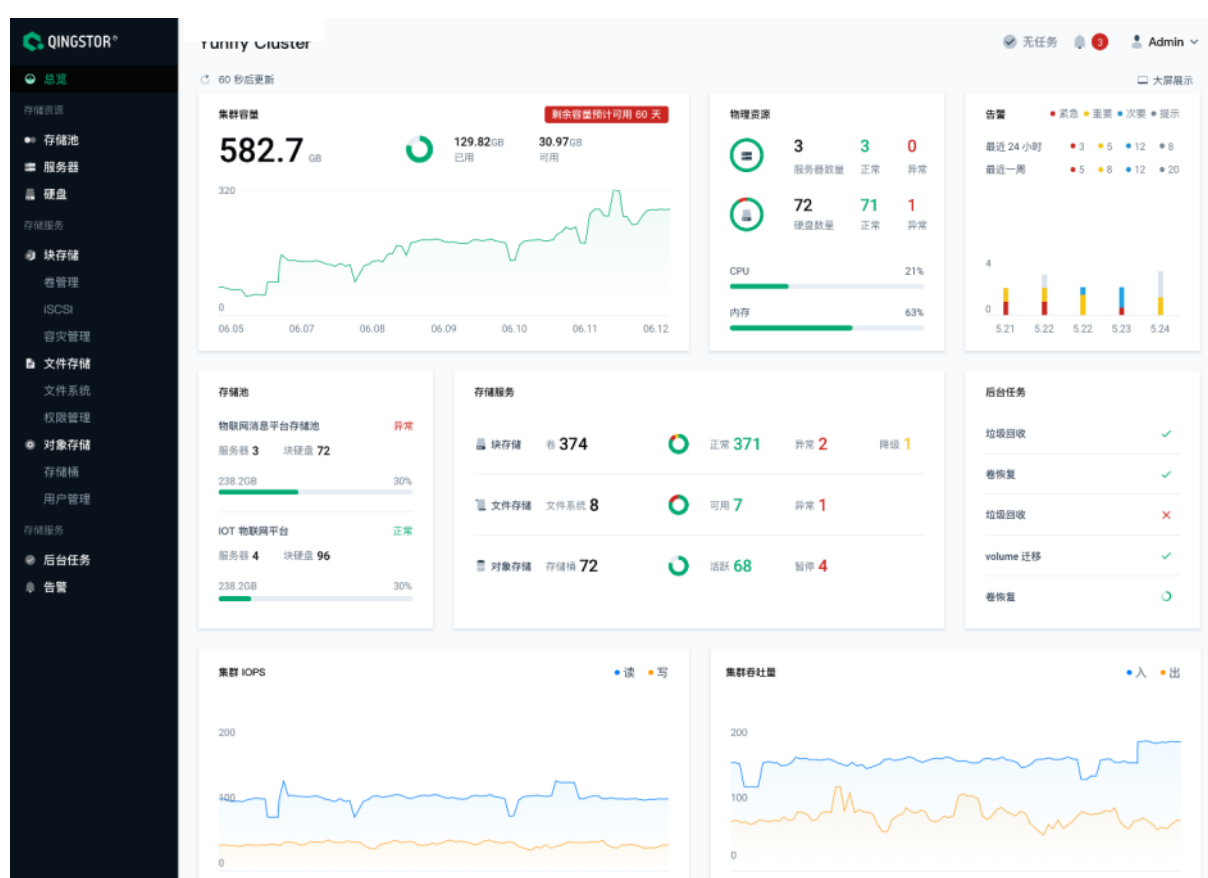 QINGSTOR®
总览
存储资源
存储池
服务器
硬盘
存储服务
块存储
卷管理
iSCSI
容灾管理
文件存储
文件系统
权限管理
对象存储
存储桶
用户管理
存储服务
后台任务
告警
Yunify Cluster
无任务
3
Admin
60 秒后更新
大屏展示
集群容量
剩余容量预计可用 60 天
582.7 GB
129.82GB
已用
30.97GB
可用
320
0
06.05 06.07 06.08 06.09 06.10 06.11 06.12
物理资源
3 3 0
服务器数量 正常 异常
72 71 1
硬盘数量 正常 异常
CPU 21%
内存 63%
告警 紧急 重要 次要 提示
最近 24 小时 3 5 12 8
最近一周 5 8 12 20
4
0
5.21 5.22 5.22 5.23 5.24
存储池
物联网消息平台存储池 异常
服务器 3 块硬盘 72
238.2GB 30%
IOT 物联网平台 正常
服务器 4 块硬盘 96
238.2GB 30%
存储服务
块存储 卷 374 正常 371 异常 2 降级 1
文件存储 文件系统 8 可用 7 异常 1
对象存储 存储桶 72 活跃 68 暂停 4
后台任务
垃圾回收
卷恢复
垃圾回收
volume 迁移
卷恢复
集群 IOPS 读 写
200
100
0
集群吞吐量 入 出
200
100
0